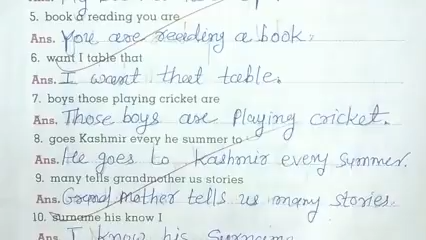 5. book & reading you are
Ans. You are reading a book.
6. want I table that
Ans. I want that table.
7. boys those playing cricket are
Ans. Those boys are playing cricket.
8. goes Kashmir every he summer to
Ans. He goes to Kashmir every summer.
9. many tells grandmother us stories
Ans. Grand mother tells us many stories.
10. surname his know I
Ans. I know his